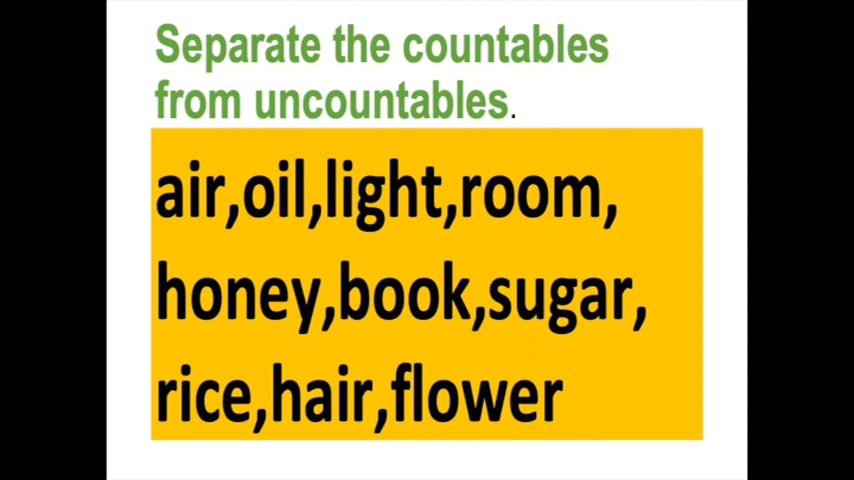 Separate the countables
from uncountables.
air,oil,light,room,
honey,book,sugar,
rice,hair,flower